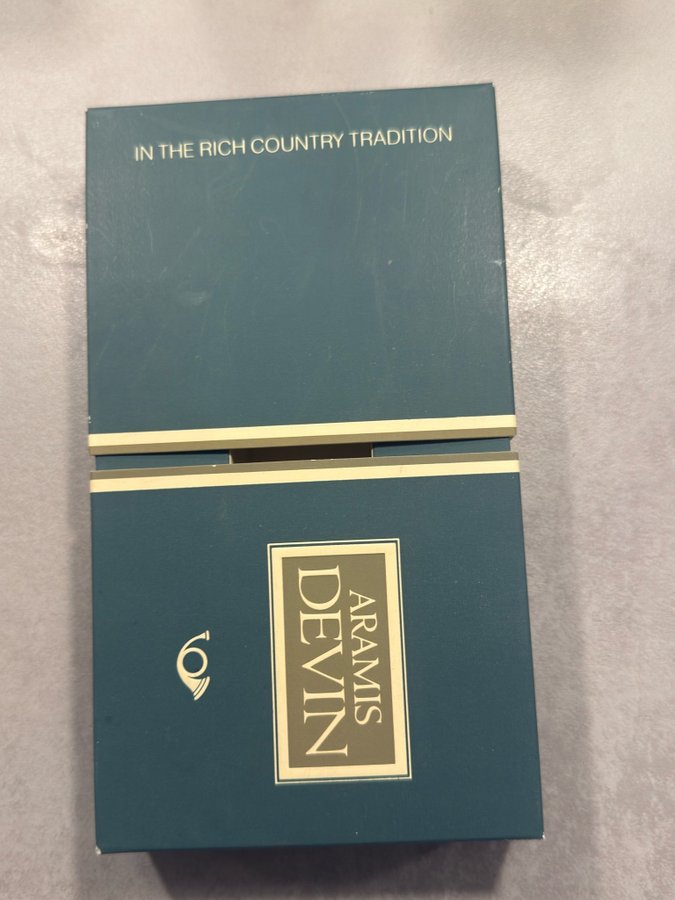 IN THE RICH COUNTRY TRADITION
ARAMIS
DEVIN